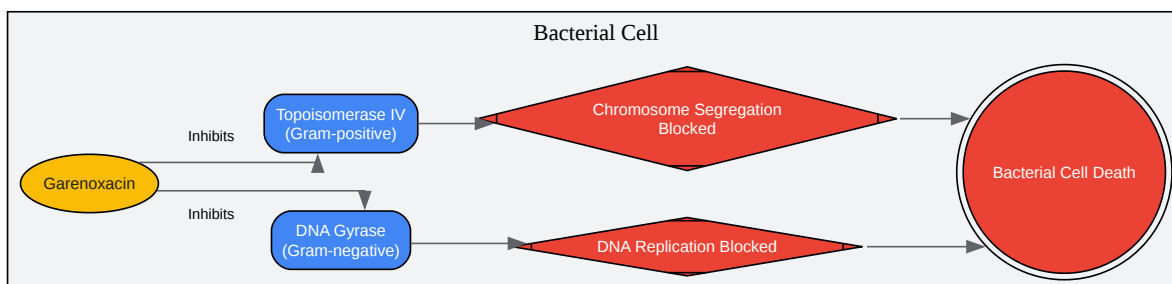 Bacterial Cell
Garenoxacin
Inhibits
Inhibits
Topoisomerase IV
(Gram-positive)
DNA Gyrase
(Gram-negative)
Chromosome Segregation
Blocked
DNA Replication Blocked
Bacterial Cell Death